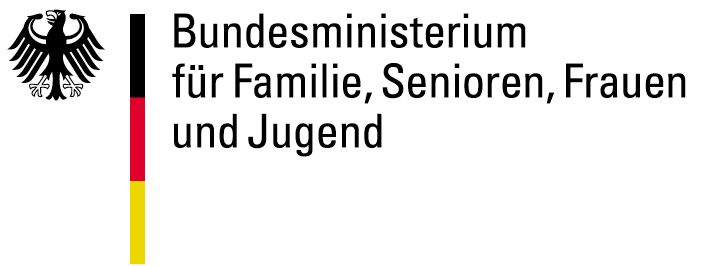 Bundesministerium
für Familie, Senioren, Frauen
und Jugend